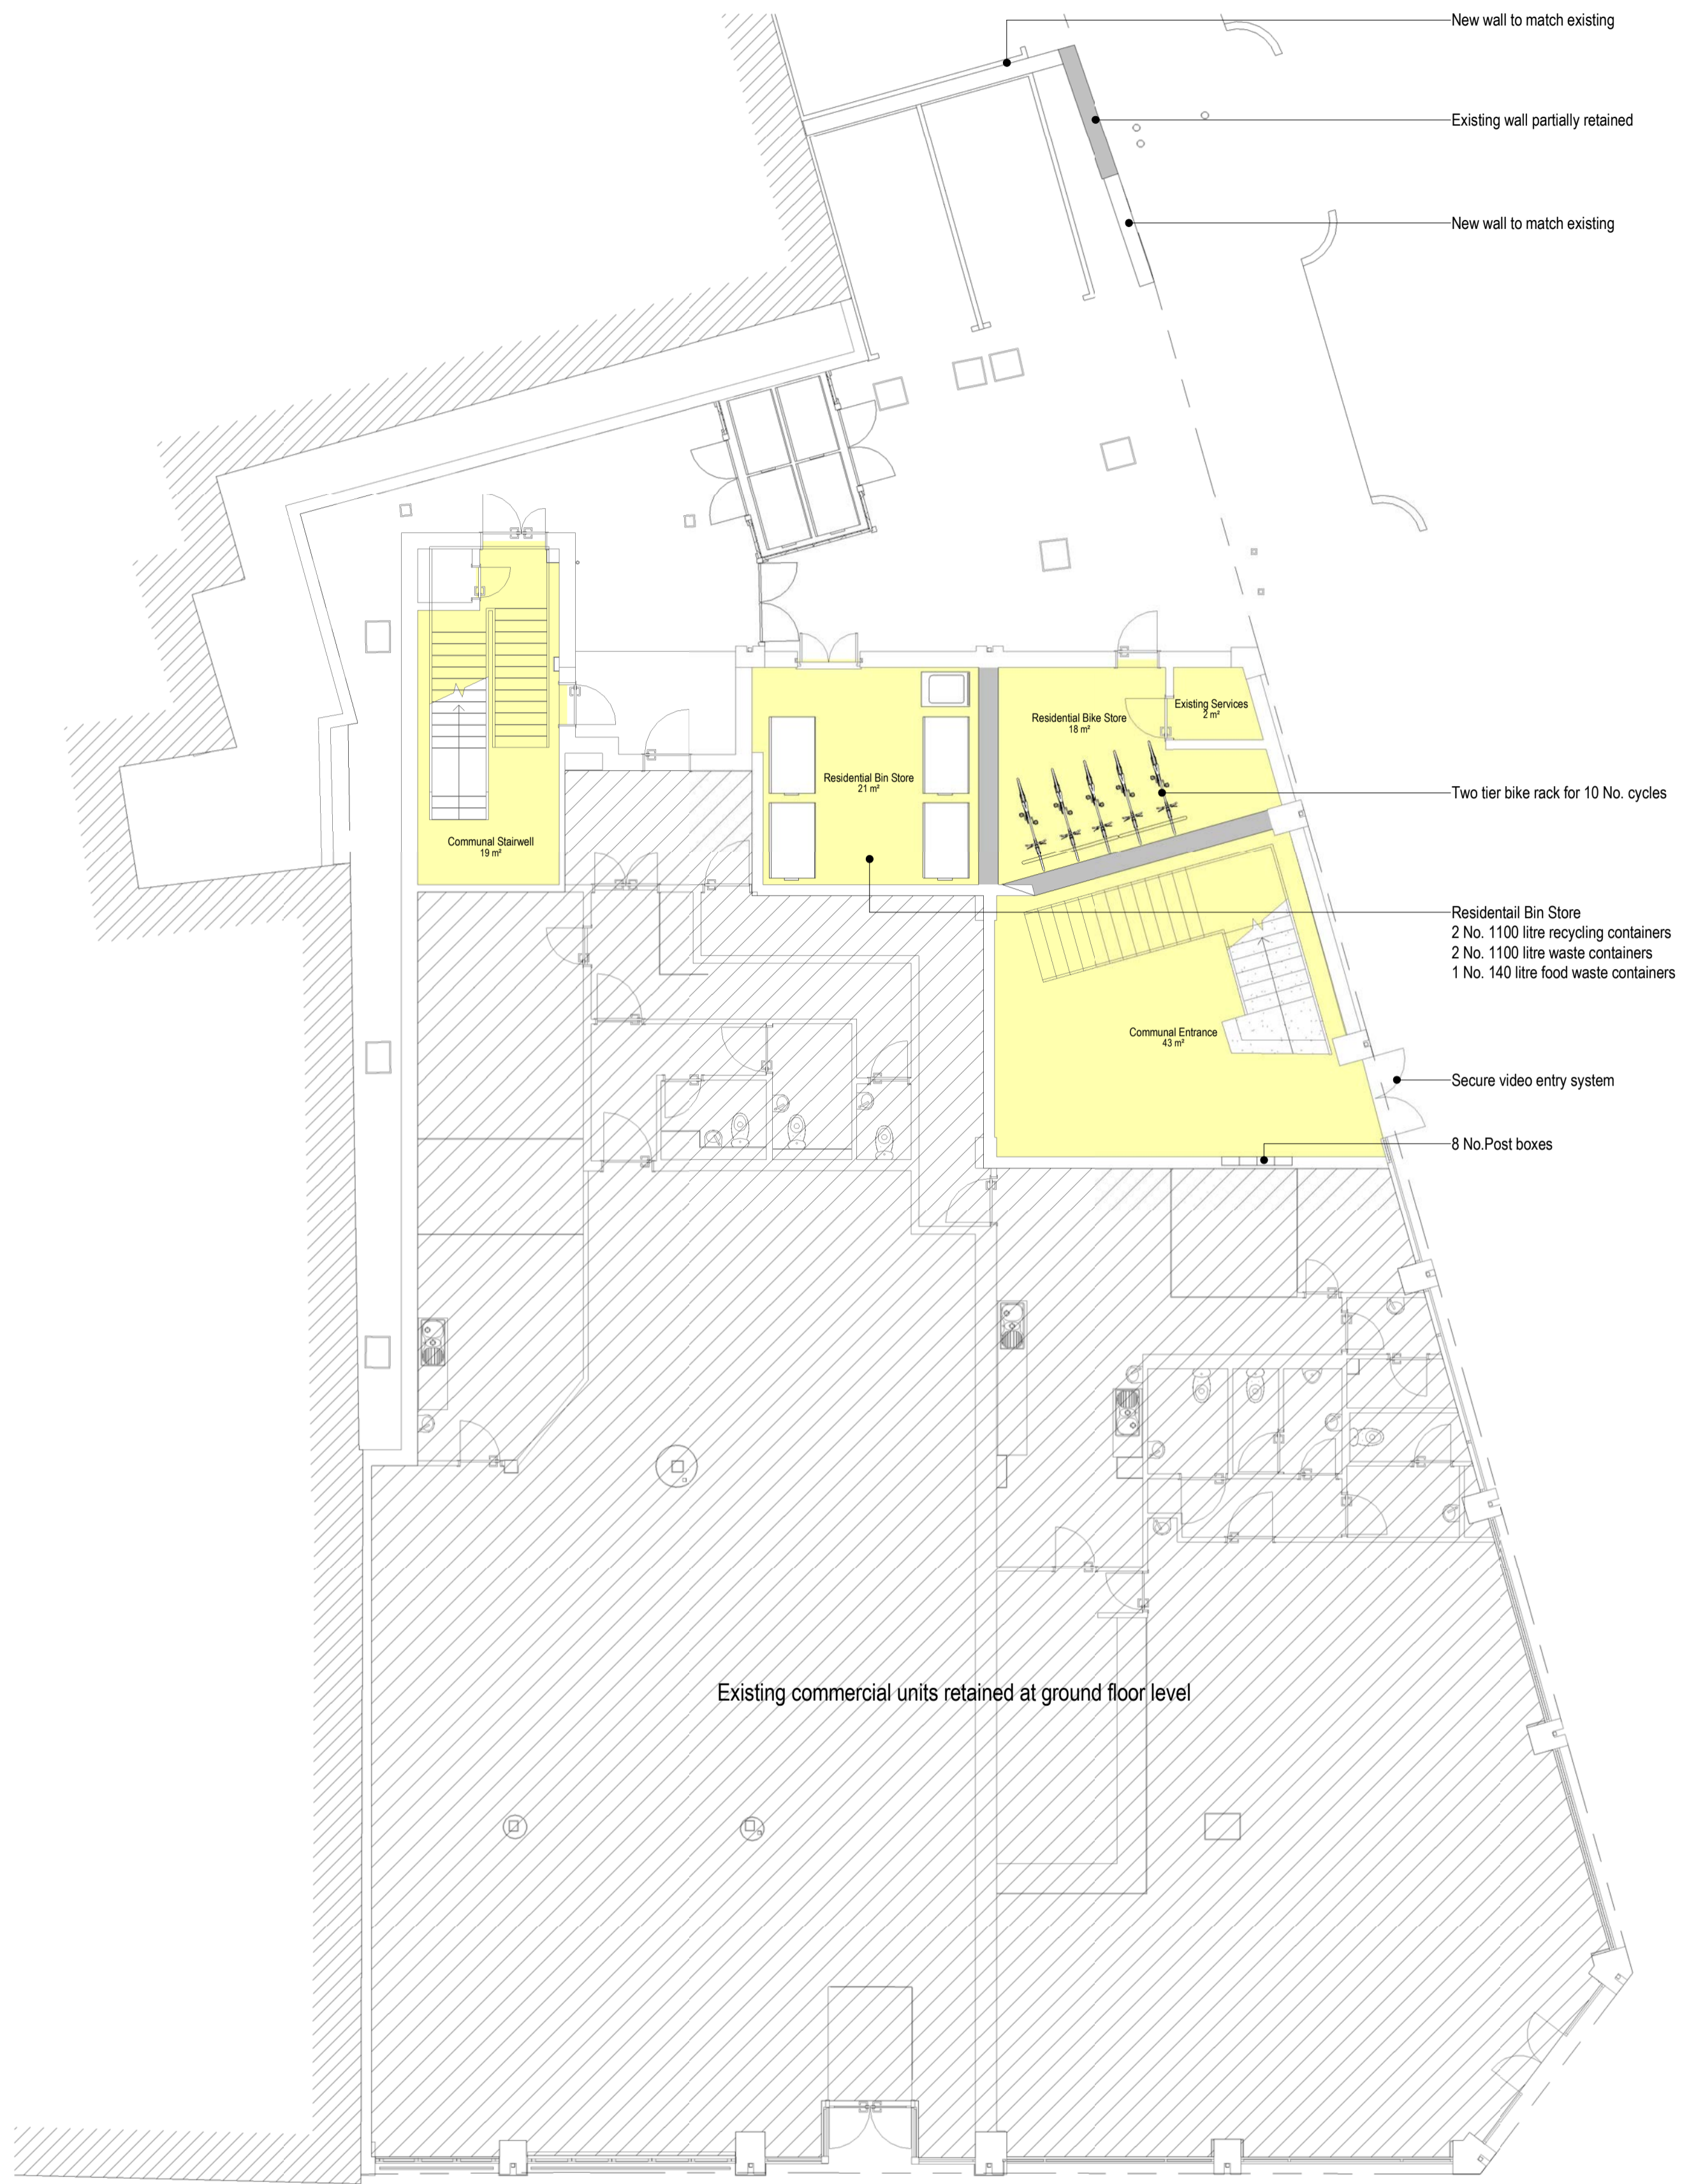 New wall to match existing
Existing wall partially retained
New wall to match existing
Existing Services
2 m²
Residential Bike Store
18 m²
Residential Bin Store
21 m²
Two tier bike rack for 10 No. cycles
Communal Stairwell
19 m²
Residentail Bin Store
2 No. 1100 litre recycling containers
2 No. 1100 litre waste containers
1 No. 140 litre food waste containers
Communal Entrance
43 m²
Secure video entry system
8 No.Post boxes
Existing commercial units retained at ground floor level